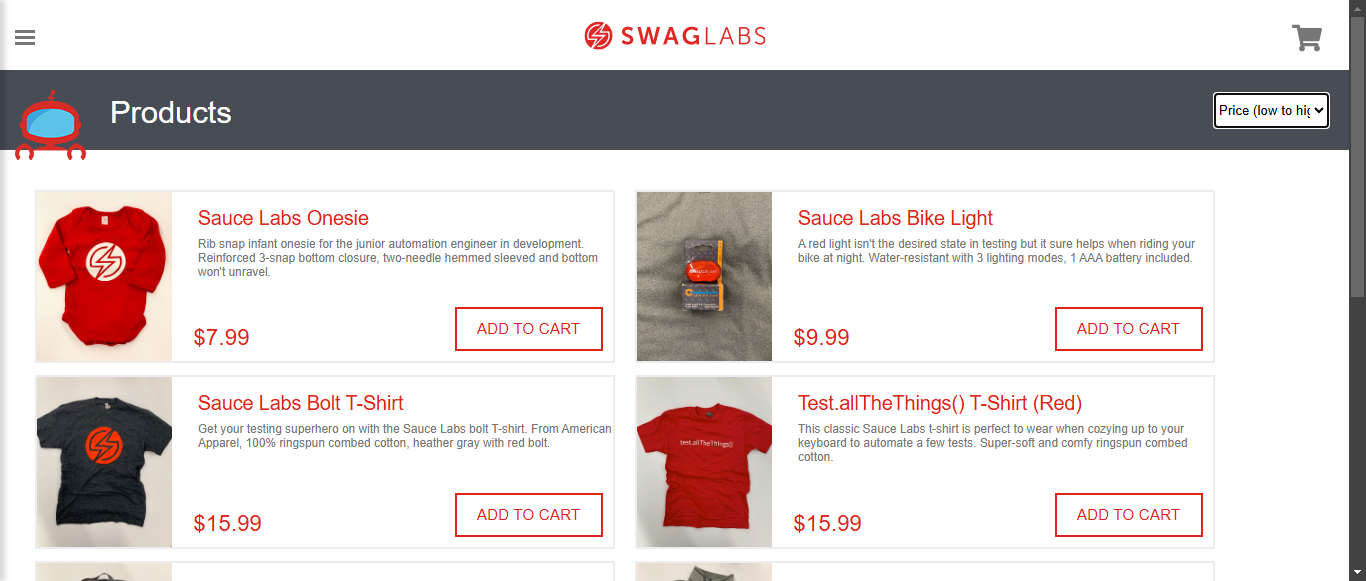 SWAGLABS
Products
Price (low to hig
Sauce Labs Onesie
Rib snap infant onesie for the junior automation engineer in development.
Reinforced 3-snap bottom closure, two-needle hemmed sleeved and bottom
won't unravel.
$7.99
ADD TO CART
Sauce Labs Bike Light
A red light isn't the desired state in testing but it sure helps when riding your
bike at night. Water-resistant with 3 lighting modes, 1 AAA battery included.
$9.99
ADD TO CART
Sauce Labs Bolt T-Shirt
Get your testing superhero on with the Sauce Labs bolt T-shirt. From American
Apparel, 100% ringspun combed cotton, heather gray with red bolt.
$15.99
ADD TO CART
test.allTheThings()
Test.allTheThings() T-Shirt (Red)
This classic Sauce Labs t-shirt is perfect to wear when cozying up to your
keyboard to automate a few tests. Super-soft and comfy ringspun combed
cotton.
$15.99
ADD TO CART